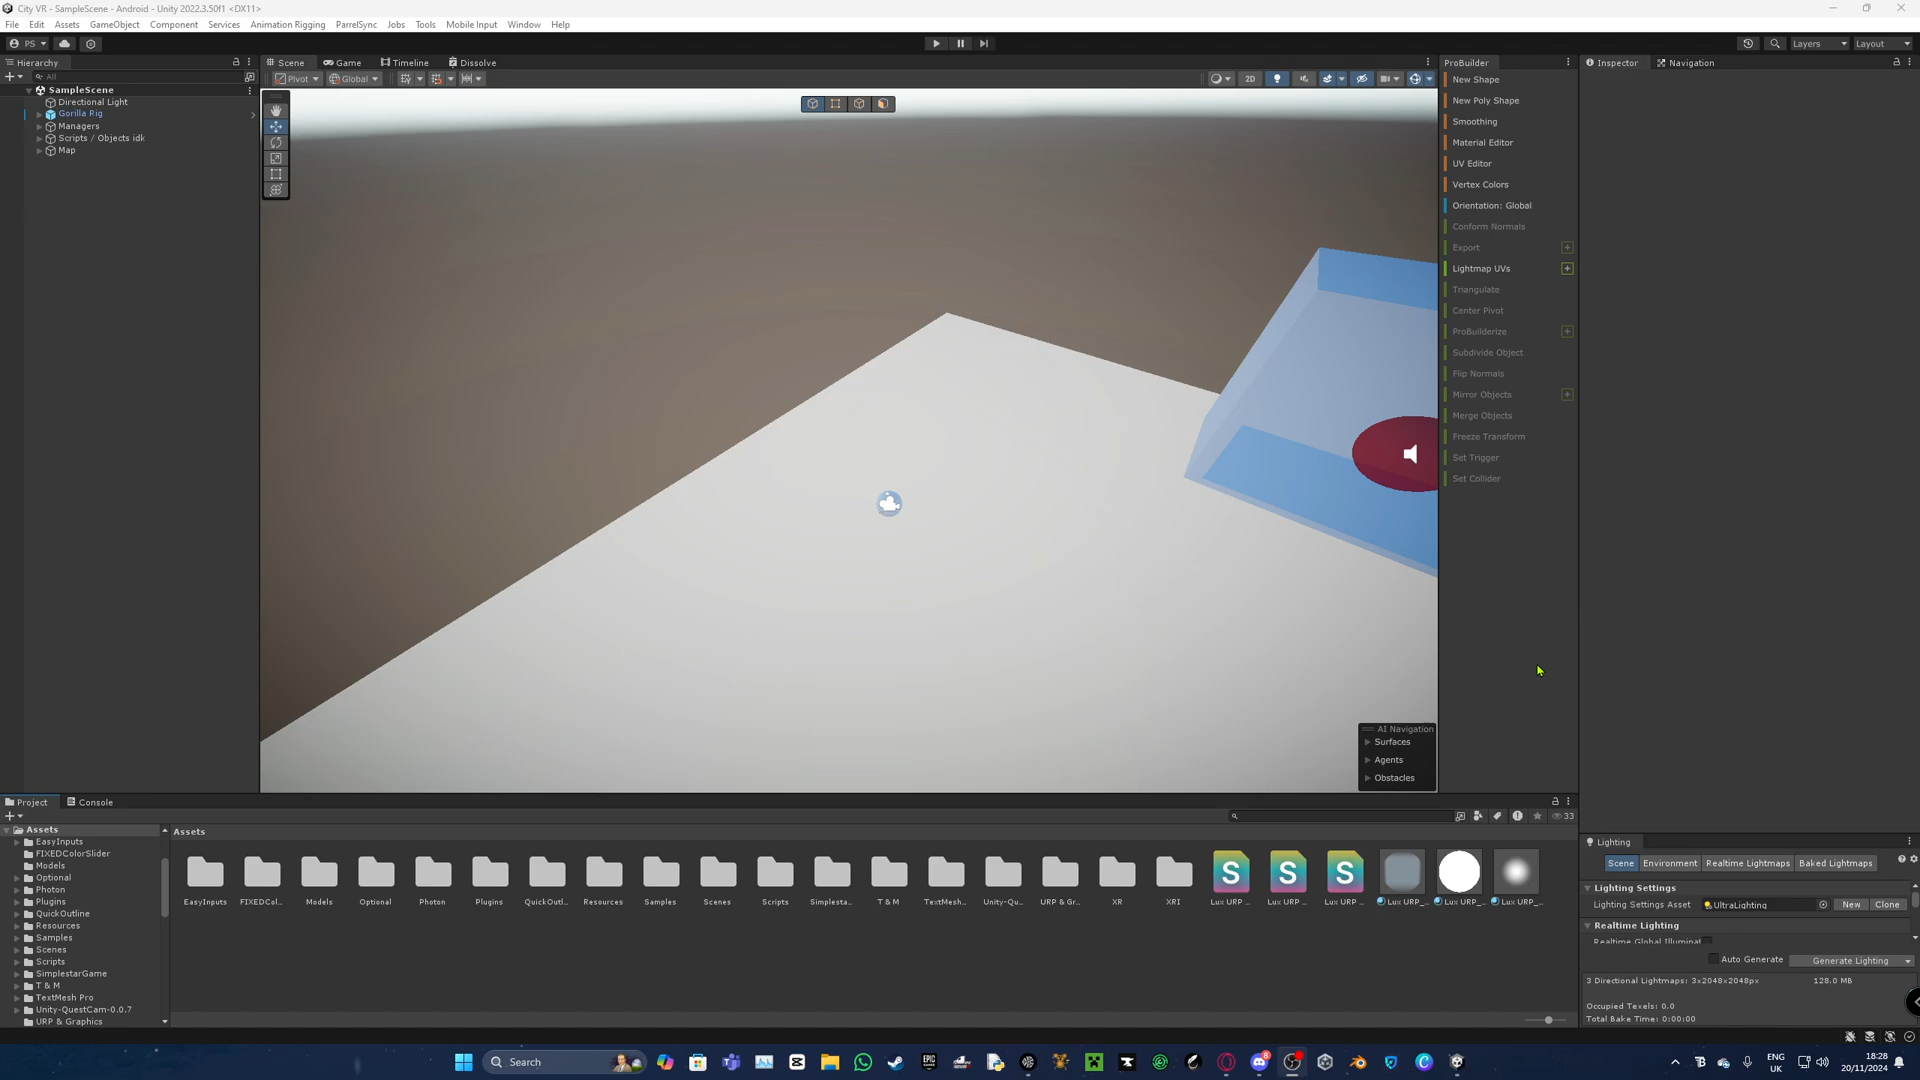 City VR - SampleScene - Android - Unity 2022.3.50f1 <DX11>
File Edit Assets GameObject Component Services Animation Rigging ParrelSync Jobs Tools Mobile Input Window Help
PS Layers Layout
Hierarchy Scene Game Timeline Dissolve ProBuilder Inspector Navigation
All Pivot Global 2D
SampleScene
Directional Light
Gorilla Rig
Managers
Scripts / Objects idk
Map
New Shape
New Poly Shape
Smoothing
Material Editor
UV Editor
Vertex Colors
Orientation: Global
Conform Normals
Export
Lightmap UVs
Triangulate
Center Pivot
ProBuilderize
Subdivide Object
Flip Normals
Mirror Objects
Merge Objects
Freeze Transform
Set Trigger
Set Collider
AI Navigation
Surfaces
Agents
Obstacles
Project Console
33
Assets
EasyInputs
FIXEDColorSlider
Models
Optional
Photon
Plugins
QuickOutline
Resources
Samples
Scenes
Scripts
SimplestarGame
T & M
TextMesh Pro
Unity-QuestCam-0.0.7
URP & Graphics
Assets
EasyInputs FIXEDCol... Models Optional Photon Plugins QuickOutl... Resources Samples Scenes Scripts Simplesta... T & M TextMesh... Unity-Qu... URP & Gr... XR XRI Lux URP ... Lux URP ... Lux URP ... Lux URP_... Lux URP_... Lux URP_...
Lighting
Scene Environment Realtime Lightmaps Baked Lightmaps
Lighting Settings
Lighting Settings Asset UltraLighting New Clone
Realtime Lighting
Realtime Global Illuminat
Auto Generate Generate Lighting
3 Directional Lightmaps: 3x2048x2048px 128.0 MB
Occupied Texels: 0.0
Total Bake Time: 0:00:00
Search
8
ENG
UK
18:28
20/11/2024